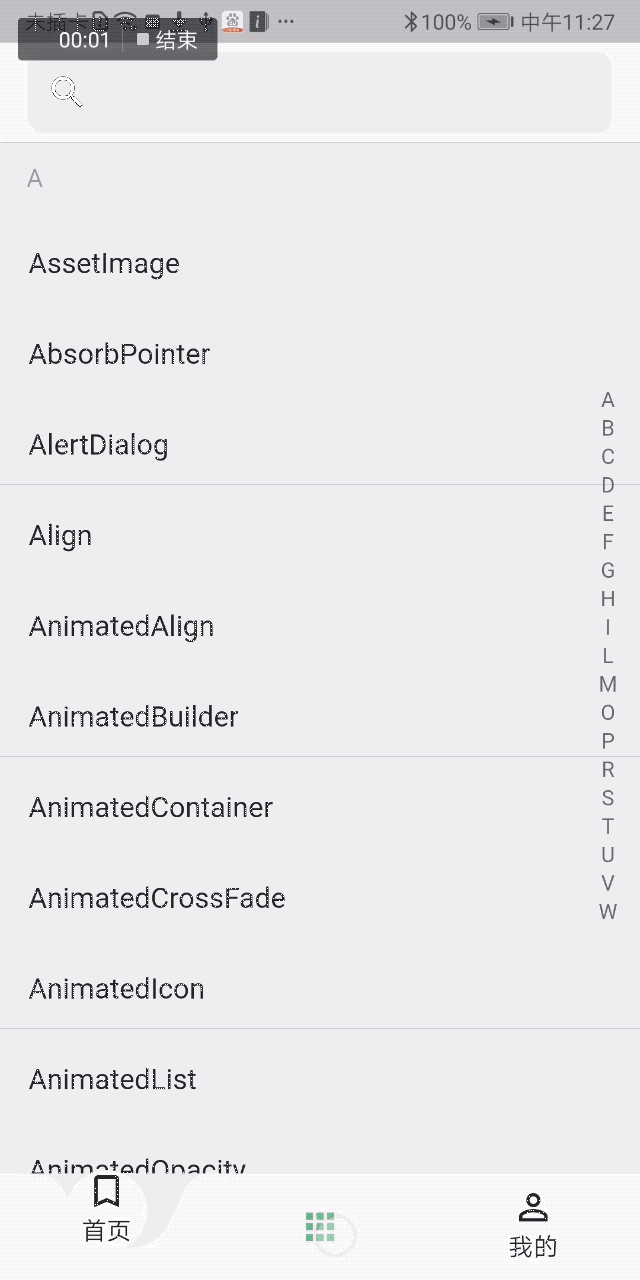 未插卡 100% 中午11:27
00:01 结束
A
AssetImage
AbsorbPointer
AlertDialog
Align
AnimatedAlign
AnimatedBuilder
AnimatedContainer
AnimatedCrossFade
AnimatedIcon
AnimatedList
AnimatedOpacity
A
B
C
D
E
F
G
H
I
L
M
O
P
R
S
T
U
V
W
首页
我的